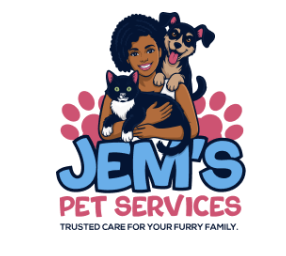 JEM'S
PET SERVICES
TRUSTED CARE FOR YOUR FURRY FAMILY.